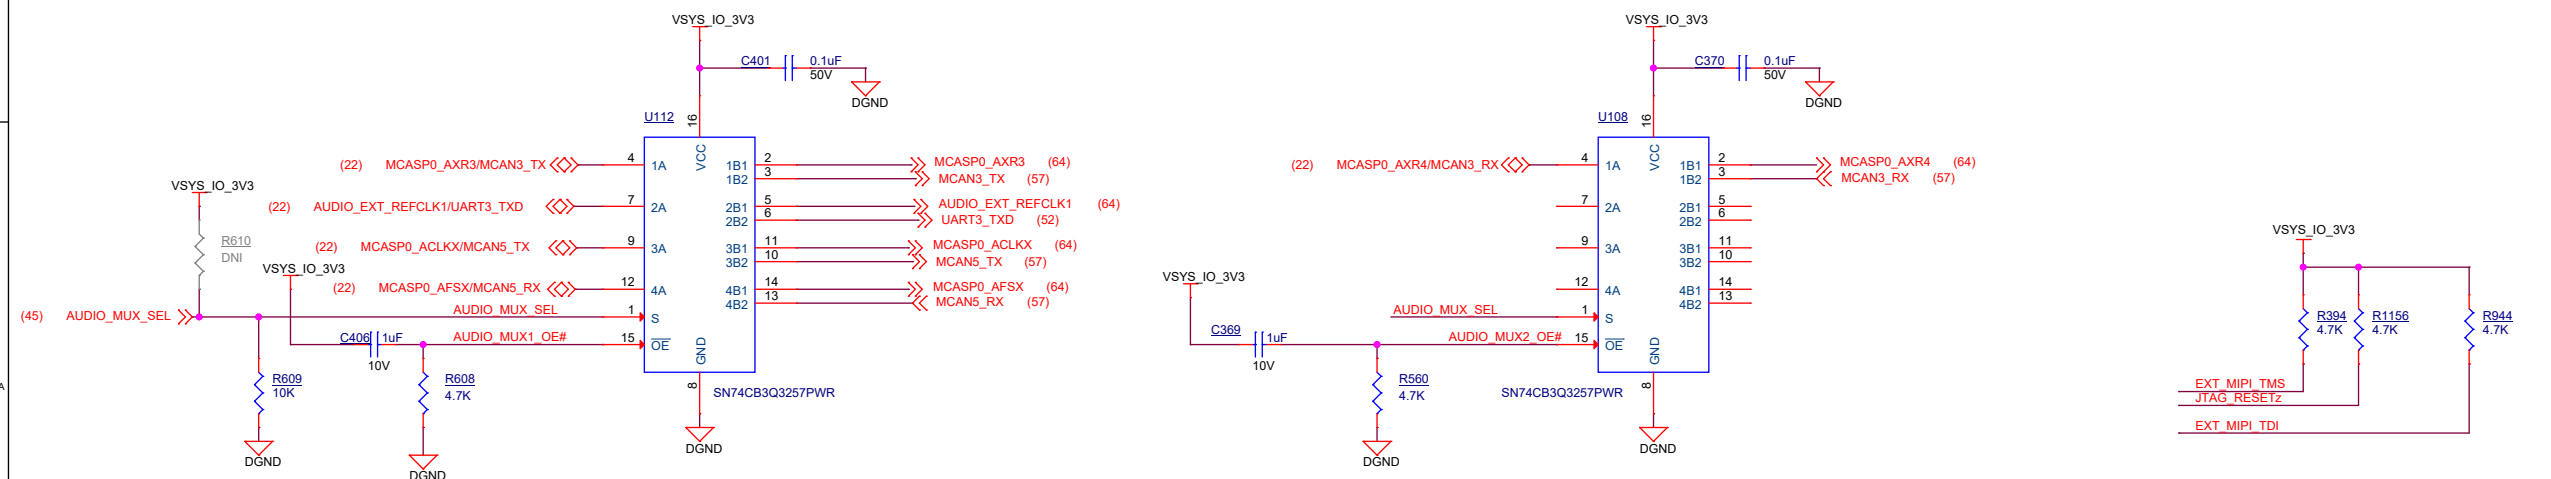 VSYS_IO_3V3
C401
0.1uF
50V
DGND
U112
16
VCC
(22) MCASP0_AXR3/MCAN3_TX
4
1A
1B1
2
MCASP0_AXR3 (64)
1B2
3
MCAN3_TX (57)
VSYS_IO_3V3
(22) AUDIO_EXT_REFCLK1/UART3_TXD
7
2A
2B1
5
AUDIO_EXT_REFCLK1 (64)
2B2
6
UART3_TXD (52)
R610
DNI
(22) MCASP0_ACLKX/MCAN5_TX
9
3A
3B1
11
MCASP0_ACLKX (64)
3B2
10
MCAN5_TX (57)
VSYS_IO_3V3
(22) MCASP0_AFSX/MCAN5_RX
12
4A
4B1
14
MCASP0_AFSX (64)
4B2
13
MCAN5_RX (57)
(45) AUDIO_MUX_SEL
AUDIO_MUX_SEL
1
S
C406
1uF
10V
AUDIO_MUX1_OE#
15
OE
GND
8
R609
10K
R608
4.7K
SN74CB3Q3257PWR
DGND
DGND
DGND
VSYS_IO_3V3
C370
0.1uF
50V
DGND
U108
16
VCC
(22) MCASP0_AXR4/MCAN3_RX
4
1A
1B1
2
MCASP0_AXR4 (64)
1B2
3
MCAN3_RX (57)
7
2A
2B1
5
2B2
6
9
3A
3B1
11
3B2
10
VSYS_IO_3V3
12
4A
4B1
14
4B2
13
AUDIO_MUX_SEL
1
S
C369
1uF
10V
AUDIO_MUX2_OE#
15
OE
GND
8
R560
4.7K
SN74CB3Q3257PWR
DGND
DGND
VSYS_IO_3V3
R394
4.7K
R1156
4.7K
R944
4.7K
EXT_MIPI_TMS
JTAG_RESETz
EXT_MIPI_TDI
A